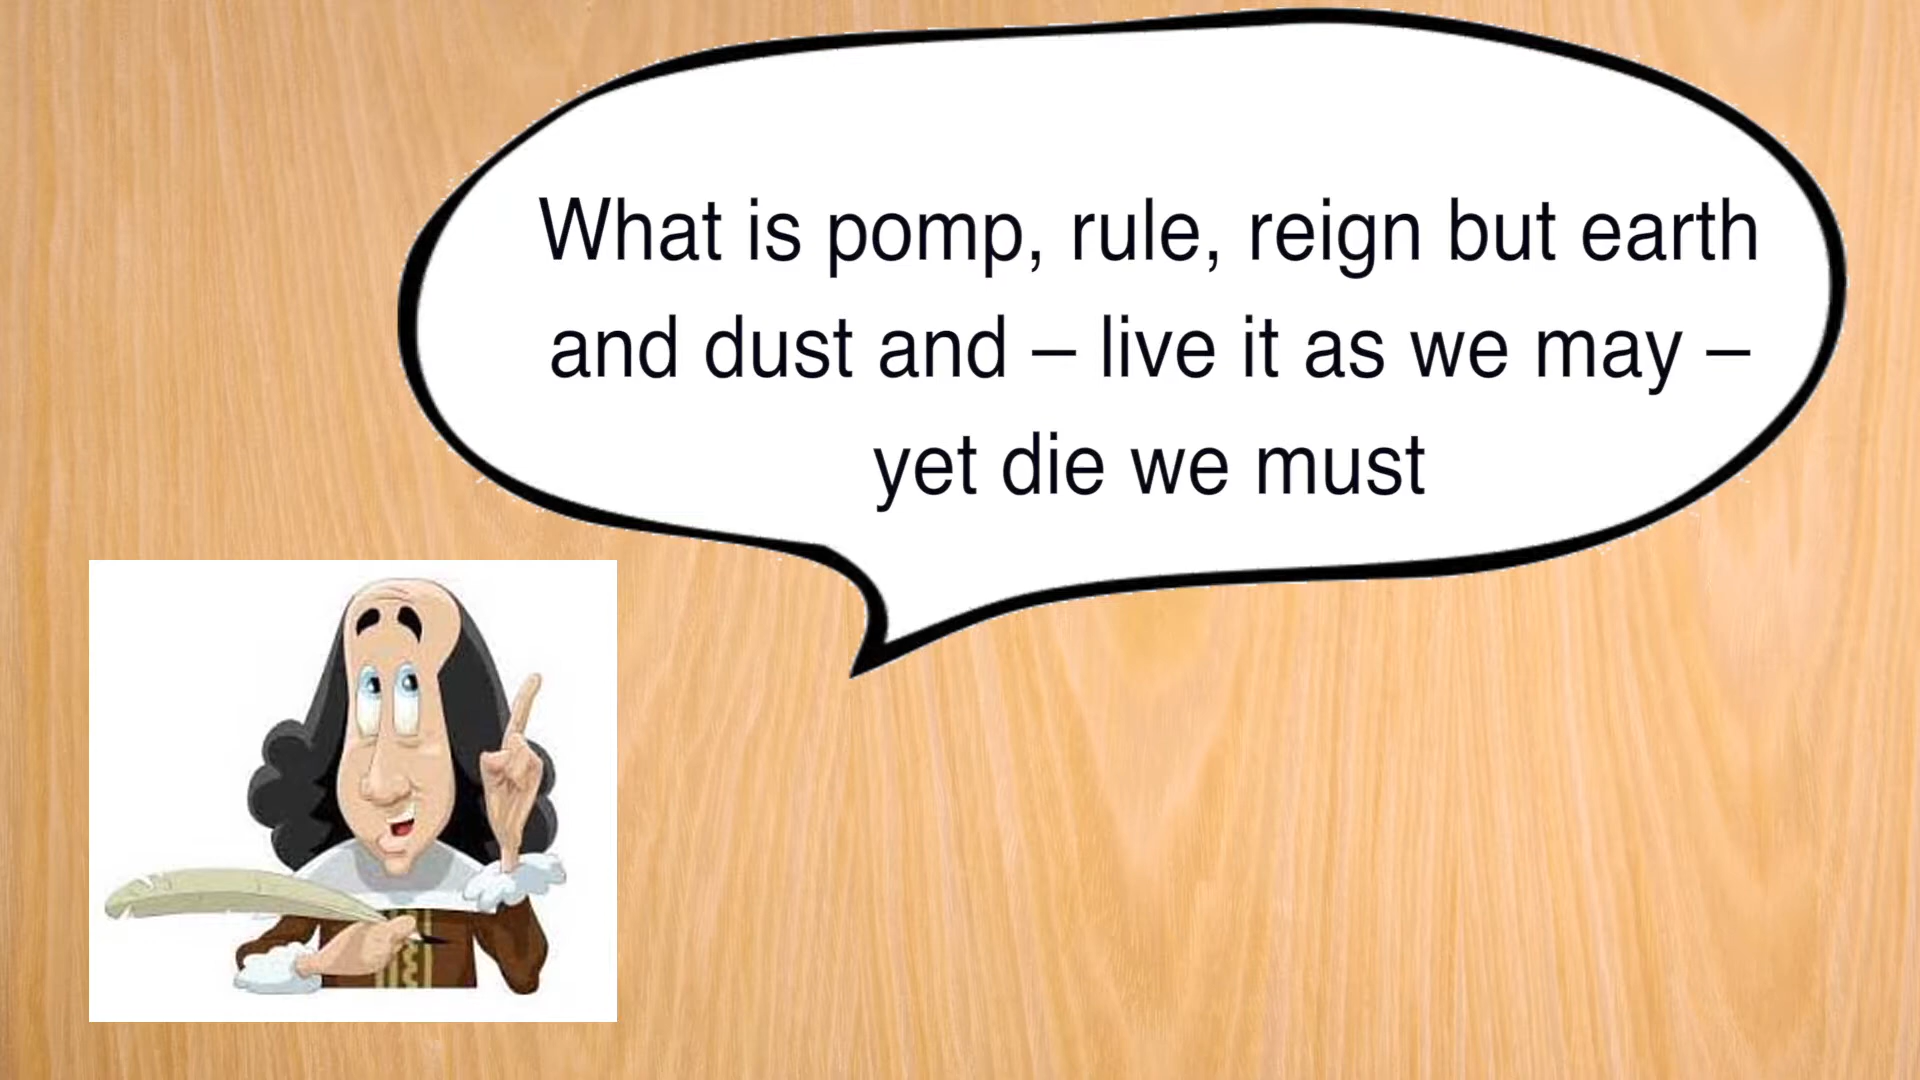 What is pomp, rule, reign but earth
and dust and – live it as we may –
yet die we must